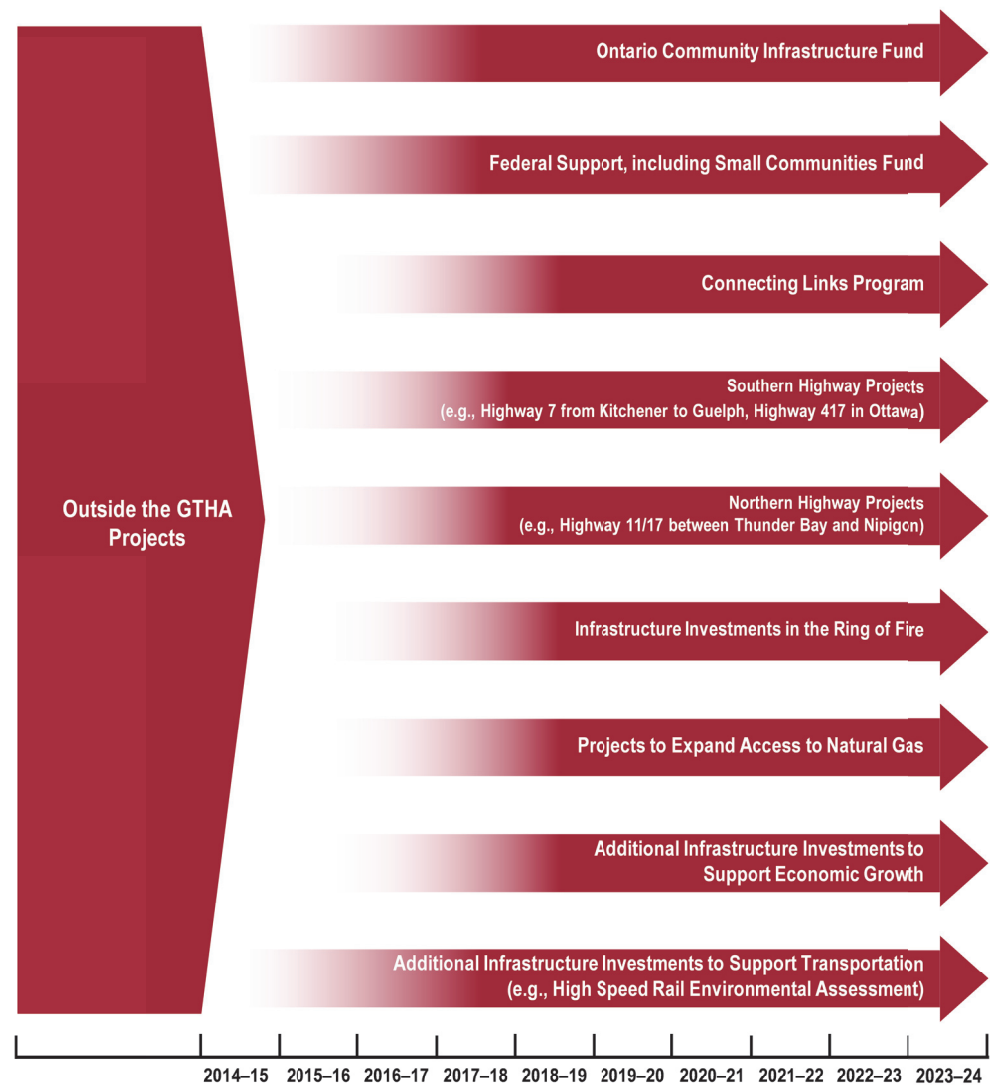 Ontario Community Infrastructure Fund
Federal Support, including Small Communities Fund
Connecting Links Program
Southern Highway Projects
(e.g., Highway 7 from Kitchener to Guelph, Highway 417 in Ottawa)
Outside the GTHA
Projects
Northern Highway Projects
(e.g., Highway 11/17 between Thunder Bay and Nipigon)
Infrastructure Investments in the Ring of Fire
Projects to Expand Access to Natural Gas
Additional Infrastructure Investments to
Support Economic Growth
Additional Infrastructure Investments to Support Transportation
(e.g., High Speed Rail Environmental Assessment)
2014–15 2015–16 2016–17 2017–18 2018–19 2019–20 2020–21 2021–22 2022–23 2023–24